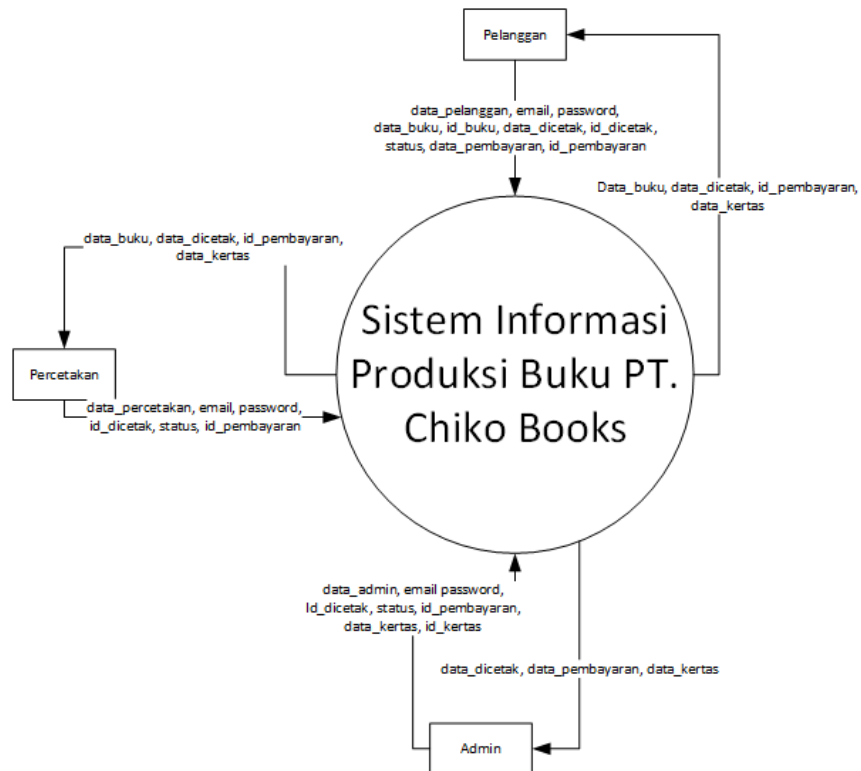 Pelanggan
data_pelanggan, email, password,
data_buku, id_buku, data_dicetak, id_dicetak,
status, data_pembayaran, id_pembayaran
Data_buku, data_dicetak, id_pembayaran,
data_kertas
data_buku, data_dicetak, id_pembayaran,
data_kertas
Sistem Informasi
Produksi Buku PT.
Chiko Books
Percetakan
data_percetakan, email, password,
id_dicetak, status, id_pembayaran
data_admin, email password,
Id_dicetak, status, id_pembayaran,
data_kertas, id_kertas
data_dicetak, data_pembayaran, data_kertas
Admin